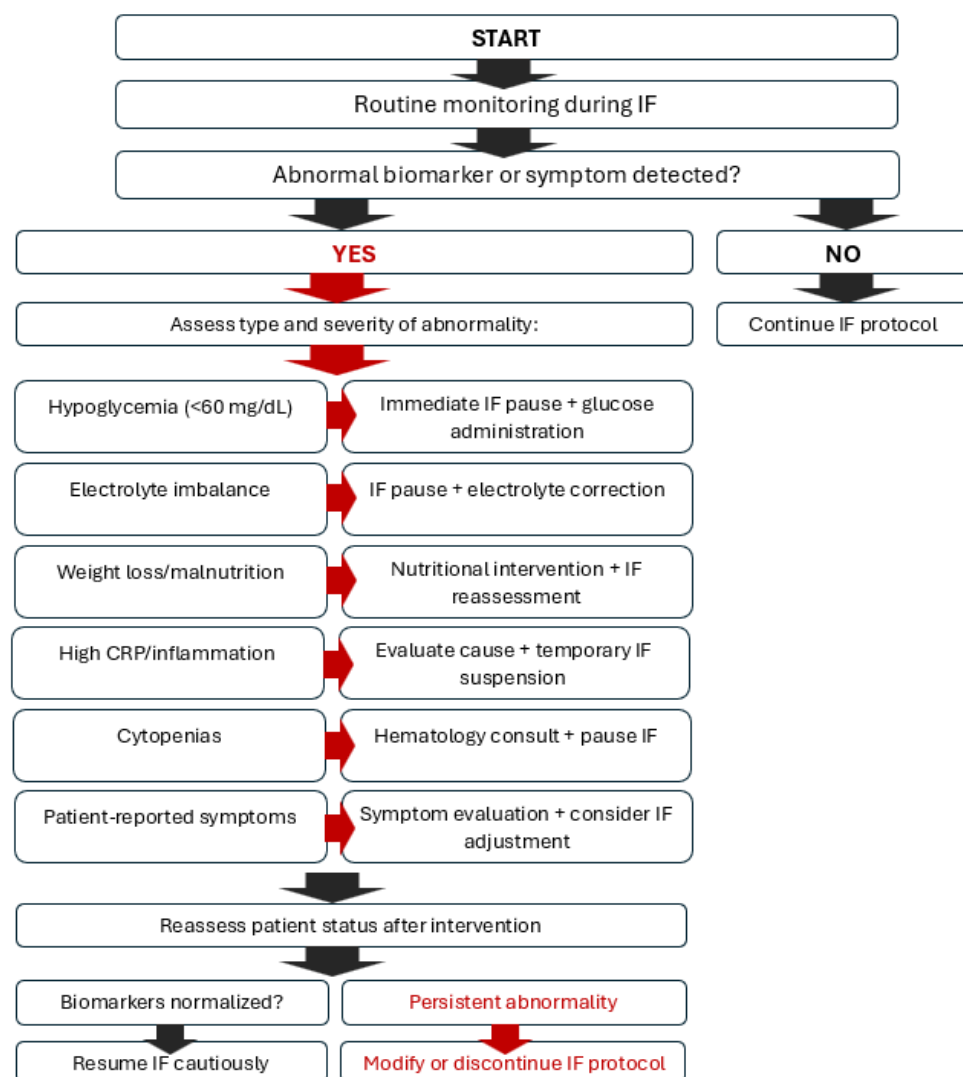 START
Routine monitoring during IF
Abnormal biomarker or symptom detected?
YES
NO
Assess type and severity of abnormality:
Continue IF protocol
Hypoglycemia (<60 mg/dL)
Immediate IF pause + glucose
administration
Electrolyte imbalance
IF pause + electrolyte correction
Weight loss/malnutrition
Nutritional intervention + IF
reassessment
High CRP/inflammation
Evaluate cause + temporary IF
suspension
Cytopenias
Hematology consult + pause IF
Patient-reported symptoms
Symptom evaluation + consider IF
adjustment
Reassess patient status after intervention
Biomarkers normalized?
Persistent abnormality
Resume IF cautiously
Modify or discontinue IF protocol